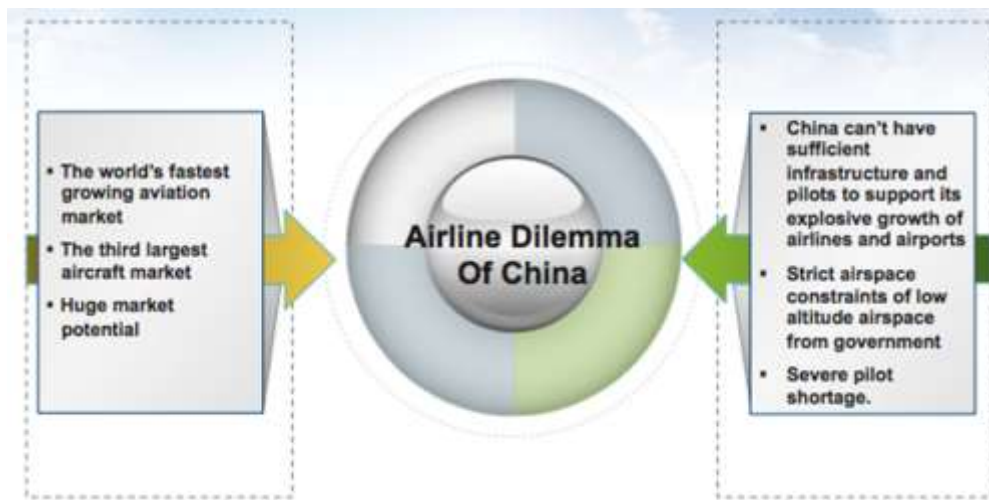 • The world's fastest
growing aviation
market
• The third largest
aircraft market
• Huge market
potential
Airline Dilemma
Of China
• China can't have
sufficient
infrastructure and
pilots to support its
explosive growth of
airlines and airports
• Strict airspace
constraints of low
altitude airspace
from government
• Severe pilot
shortage.